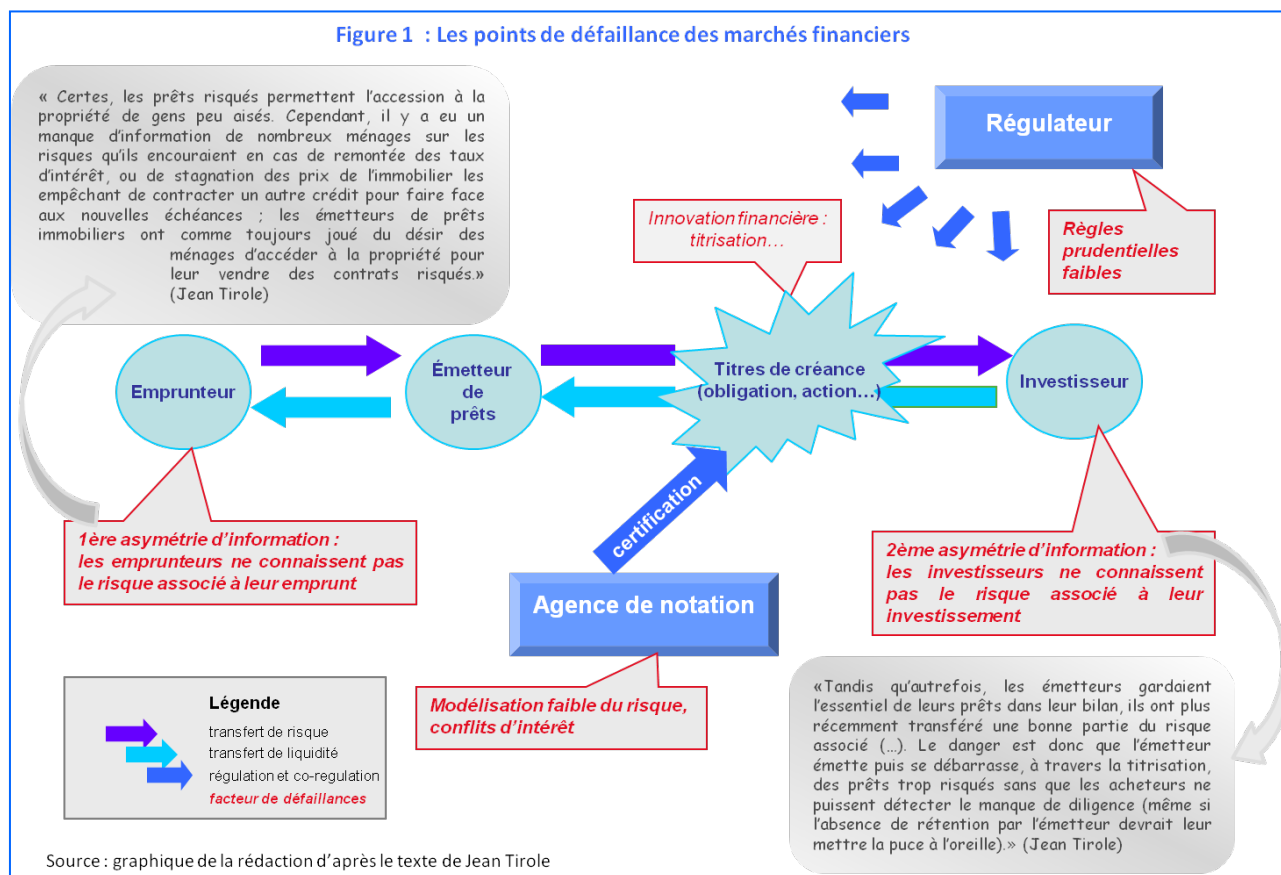 Figure 1 : Les points de défaillance des marchés financiers
« Certes, les prêts risqués permettent l’accession à la
propriété de gens peu aisés. Cependant, il y a eu un
manque d’information de nombreux ménages sur les
risques qu’ils encouraient en cas de remontée des taux
d’intérêt, ou de stagnation des prix de l’immobilier les
empêchant de contracter un autre crédit pour faire face
aux nouvelles échéances ; les émetteurs de prêts
immobiliers ont comme toujours joué du désir des
ménages d’accéder à la propriété pour
leur vendre des contrats risqués.»
(Jean Tirole)
Régulateur
Règles
prudentielles
faibles
Innovation financière :
titrisation…
Emprunteur
Émetteur
de
prêts
Titres de créance
(obligation, action…)
Investisseur
certification
1ère asymétrie d’information :
les emprunteurs ne connaissent pas
le risque associé à leur emprunt
Agence de notation
2ème asymétrie d’information :
les investisseurs ne connaissent
pas le risque associé à leur
investissement
Modélisation faible du risque,
conflits d’intérêt
Légende
transfert de risque
transfert de liquidité
régulation et co-regulation
facteur de défaillances
«Tandis qu’autrefois, les émetteurs gardaient
l’essentiel de leurs prêts dans leur bilan, ils ont plus
récemment transféré une bonne partie du risque
associé (…). Le danger est donc que l’émetteur
émette puis se débarrasse, à travers la titrisation,
des prêts trop risqués sans que les acheteurs ne
puissent détecter le manque de diligence (même si
l’absence de rétention par l’émetteur devrait leur
mettre la puce à l’oreille).» (Jean Tirole)
Source : graphique de la rédaction d’après le texte de Jean Tirole